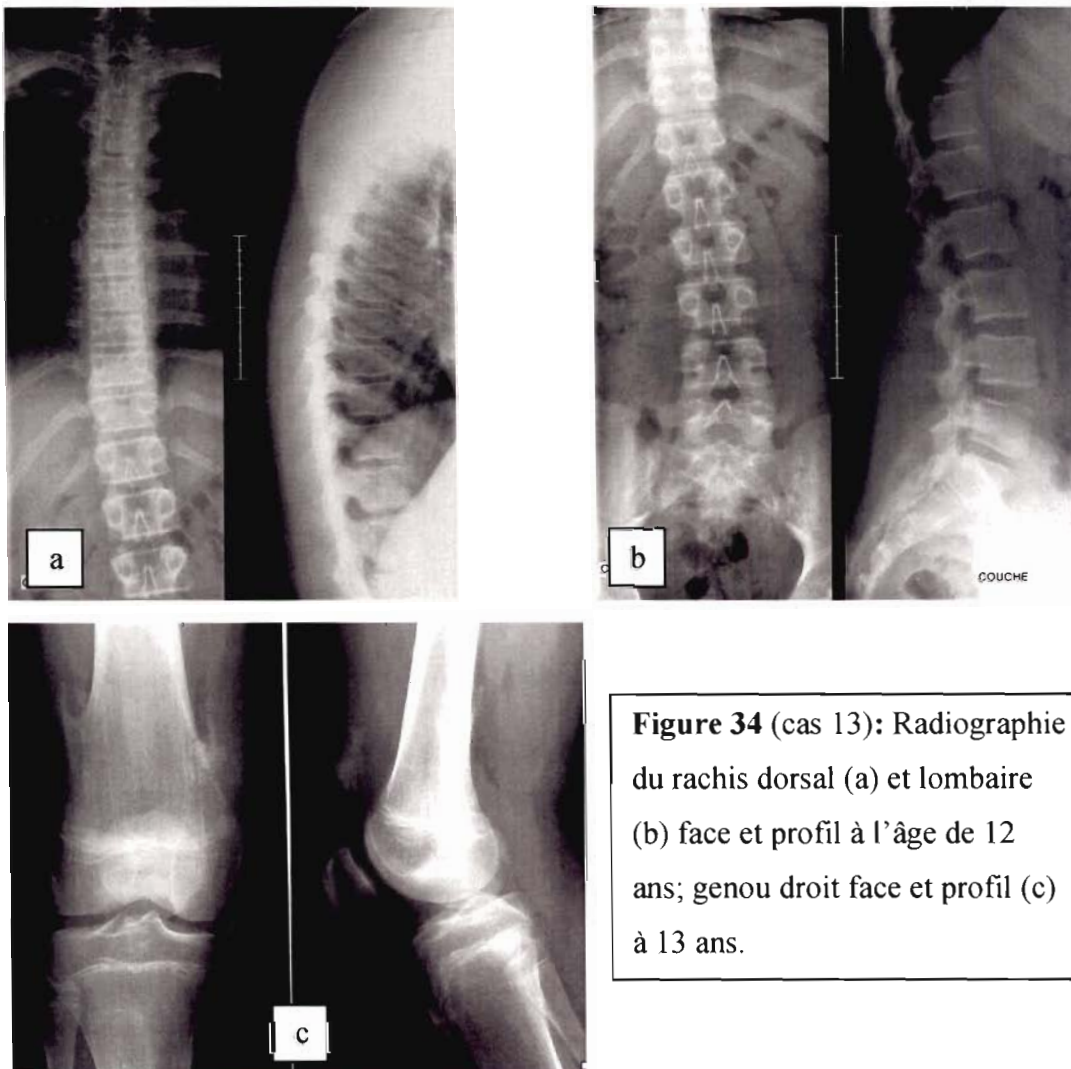 a
b
COUCHE
Figure 34 (cas 13): Radiographie
du rachis dorsal (a) et lombaire
(b) face et profil à l'âge de 12
ans; genou droit face et profil (c)
à 13 ans.
c